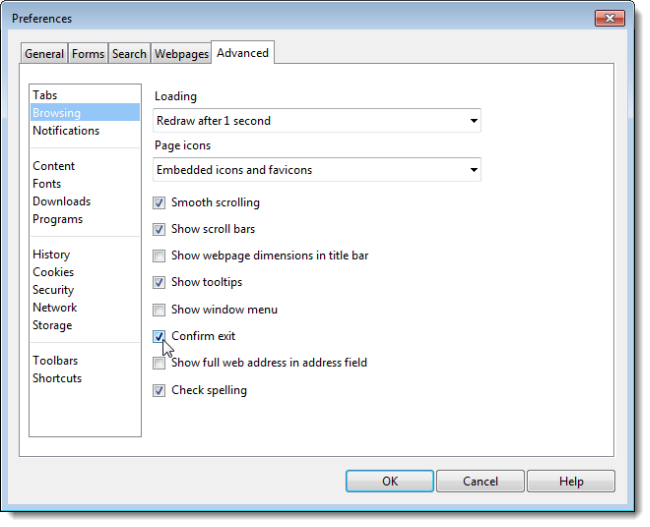 Preferences
General Forms Search Webpages Advanced
Tabs
Browsing
Notifications
Content
Fonts
Downloads
Programs
History
Cookies
Security
Network
Storage
Toolbars
Shortcuts
Loading
Redraw after 1 second
Page icons
Embedded icons and favicons
Smooth scrolling
Show scroll bars
Show webpage dimensions in title bar
Show tooltips
Show window menu
Confirm exit
Show full web address in address field
Check spelling
OK Cancel Help